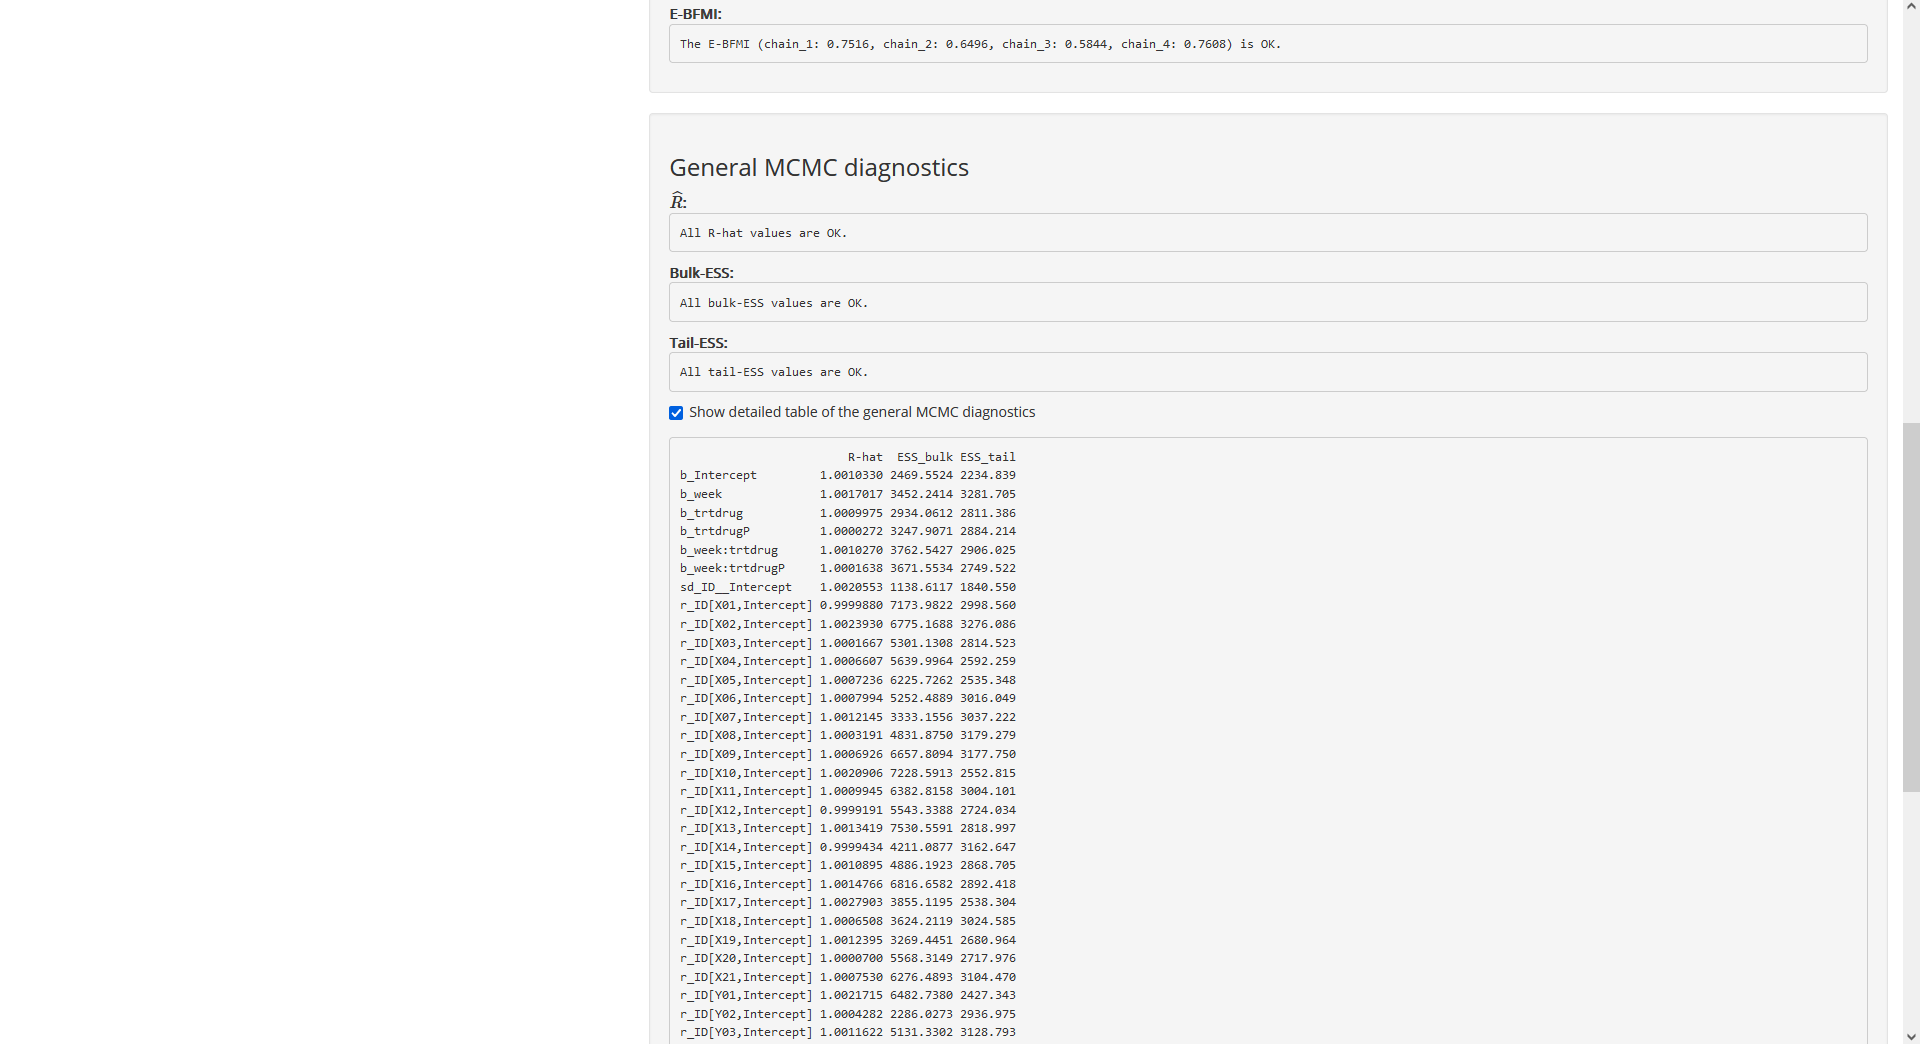 E-BFMI:
The E-BFMI (chain_1: 0.7516, chain_2: 0.6496, chain_3: 0.5844, chain_4: 0.7608) is OK.
General MCMC diagnostics
R̂:
All R-hat values are OK.
Bulk-ESS:
All bulk-ESS values are OK.
Tail-ESS:
All tail-ESS values are OK.
Show detailed table of the general MCMC diagnostics
R-hat ESS_bulk ESS_tail
b_Intercept 1.0010330 2469.5524 2234.839
b_week 1.0017017 3452.2414 3281.705
b_trtdrug 1.0009975 2934.0612 2811.386
b_trtdrugP 1.0000272 3247.9071 2884.214
b_week:trtdrug 1.0010270 3762.5427 2906.025
b_week:trtdrugP 1.0001638 3671.5534 2749.522
sd_ID__Intercept 1.0020553 1138.6117 1840.550
r_ID[X01,Intercept] 0.9999880 7173.9822 2998.560
r_ID[X02,Intercept] 1.0023930 6775.1688 3276.086
r_ID[X03,Intercept] 1.0001667 5301.1308 2814.523
r_ID[X04,Intercept] 1.0006607 5639.9964 2592.259
r_ID[X05,Intercept] 1.0007236 6225.7262 2535.348
r_ID[X06,Intercept] 1.0007994 5252.4889 3016.049
r_ID[X07,Intercept] 1.0012145 3333.1556 3037.222
r_ID[X08,Intercept] 1.0003191 4831.8750 3179.279
r_ID[X09,Intercept] 1.0006926 6657.8094 3177.750
r_ID[X10,Intercept] 1.0020906 7228.5913 2552.815
r_ID[X11,Intercept] 1.0009945 6382.8158 3004.101
r_ID[X12,Intercept] 0.9999191 5543.3388 2724.034
r_ID[X13,Intercept] 1.0013419 7530.5591 2818.997
r_ID[X14,Intercept] 0.9999434 4211.0877 3162.647
r_ID[X15,Intercept] 1.0010895 4886.1923 2868.705
r_ID[X16,Intercept] 1.0014766 6816.6582 2892.418
r_ID[X17,Intercept] 1.0027903 3855.1195 2538.304
r_ID[X18,Intercept] 1.0006508 3624.2119 3024.585
r_ID[X19,Intercept] 1.0012395 3269.4451 2680.964
r_ID[X20,Intercept] 1.0000700 5568.3149 2717.976
r_ID[X21,Intercept] 1.0007530 6276.4893 3104.470
r_ID[Y01,Intercept] 1.0021715 6482.7380 2427.343
r_ID[Y02,Intercept] 1.0004282 2286.0273 2936.975
r_ID[Y03,Intercept] 1.0011622 5131.3302 3128.793